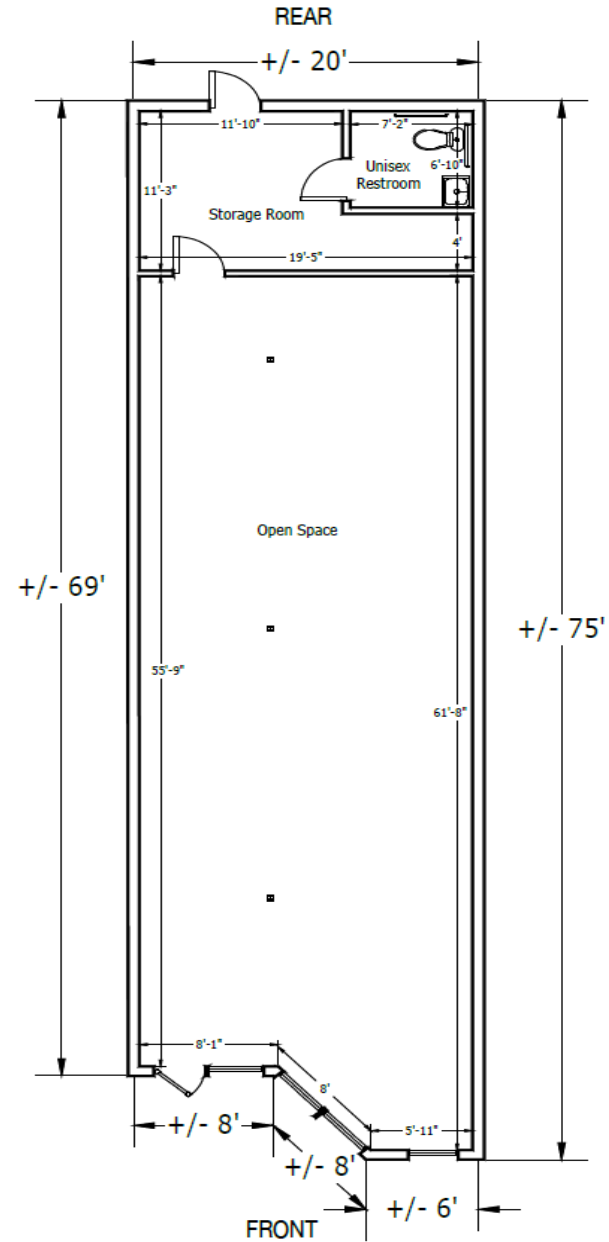 REAR
+/- 20'
11'-10"
7'-2"
Unisex
Restroom
6'-10"
11'-3"
Storage Room
4'
19'-5"
Open Space
+/- 69'
+/- 75'
55'-9"
61'-8"
8'-1"
8'
5'-11"
+/- 8'
+/- 8'
+/- 6'
FRONT